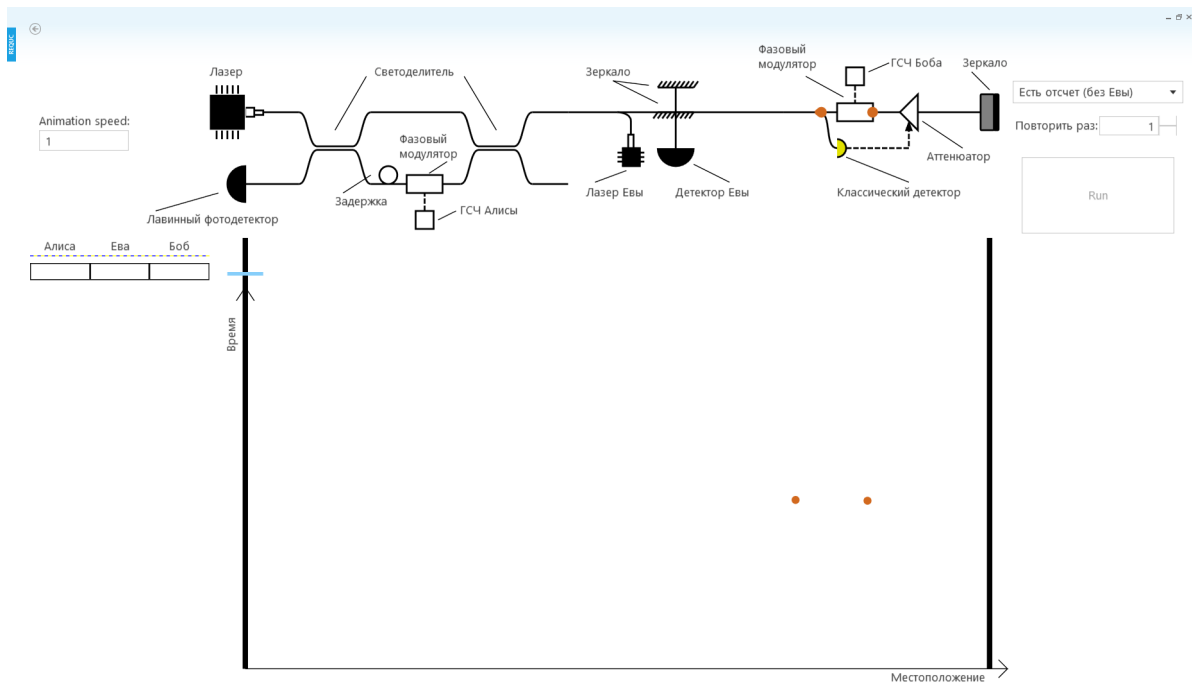 REQUC
Лазер
Светоделитель
Зеркало
Фазовый
модулятор
ГСЧ Боба
Зеркало
Есть отсчет (без Евы)
Animation speed:
1
Повторить раз:
1
Фазовый
модулятор
Аттенюатор
Задержка
Лазер Евы
Детектор Евы
Классический детектор
Run
Лавинный фотодетектор
ГСЧ Алисы
Алиса
Ева
Боб
Время
Местоположение